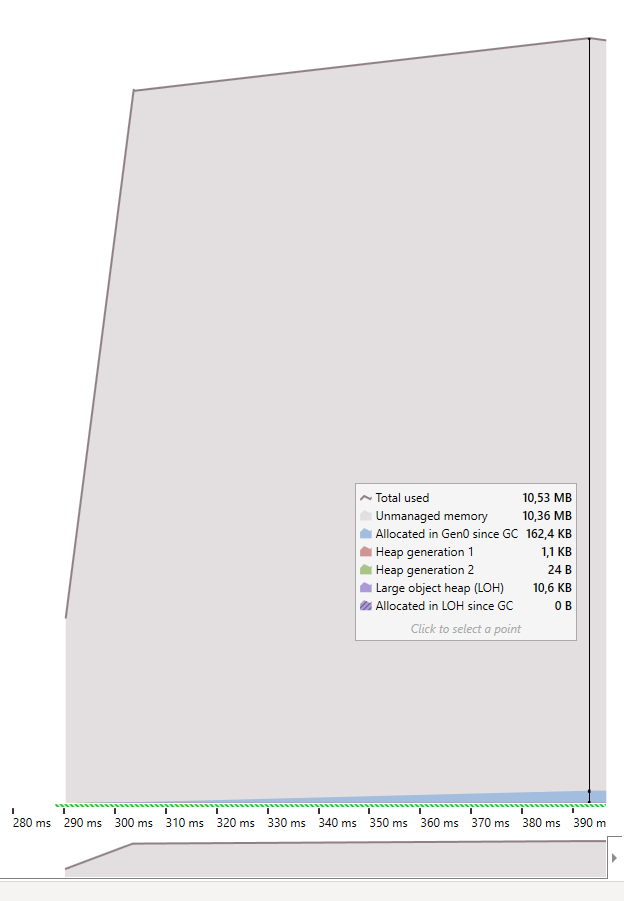 Total used 10,53 MB
Unmanaged memory 10,36 MB
Allocated in Gen0 since GC 162,4 KB
Heap generation 1 1,1 KB
Heap generation 2 24 B
Large object heap (LOH) 10,6 KB
Allocated in LOH since GC 0 B
Click to select a point
280 ms 290 ms 300 ms 310 ms 320 ms 330 ms 340 ms 350 ms 360 ms 370 ms 380 ms 390 m